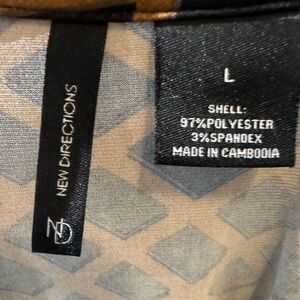 NEW DIRECTIONS
ND
L
SHELL:
97%POLYESTER
3%SPANDEX
MADE IN CAMBODIA